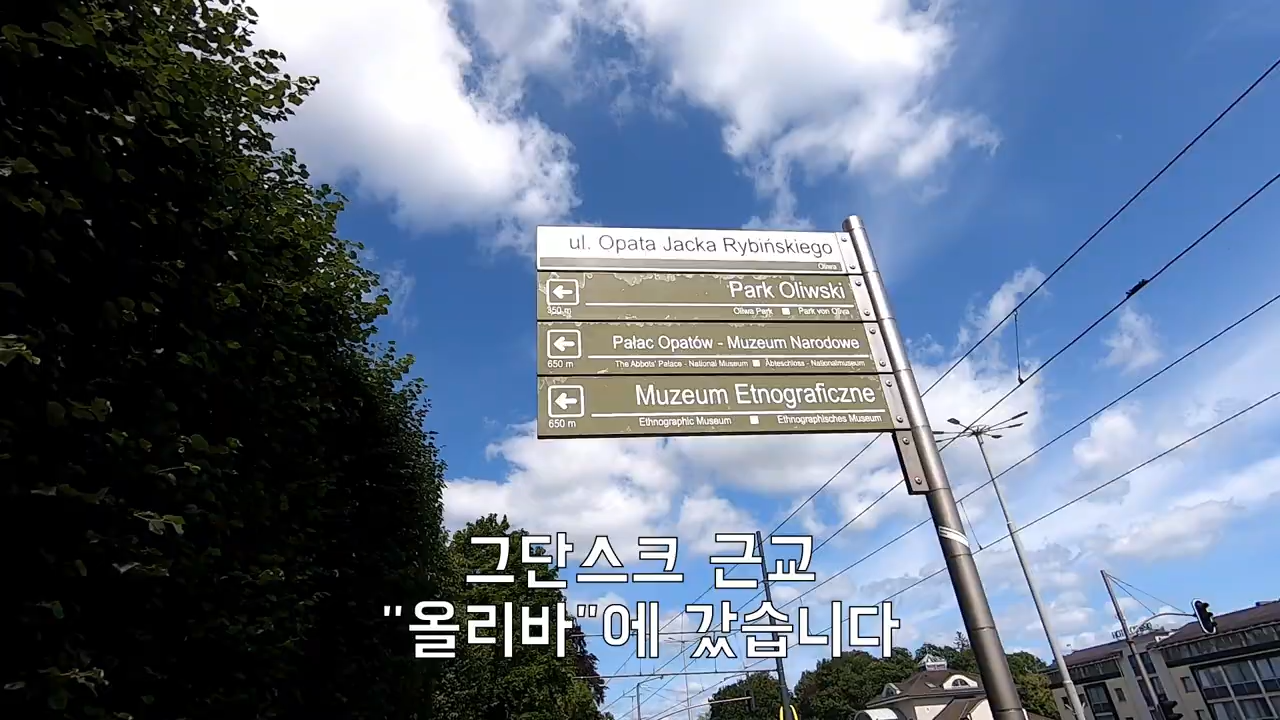 ul. Opata Jacka Rybińskiego
Oliwa
Park Oliwski
350 m
Oliwa Park Park von Oliva
Pałac Opatów - Muzeum Narodowe
650 m
The Abbots' Palace - National Museum Äbteschloss - Nationalmuseum
Muzeum Etnograficzne
650 m
Ethnographic Museum Ethnographisches Museum
그단스크 근교
"올리바"에 갔습니다